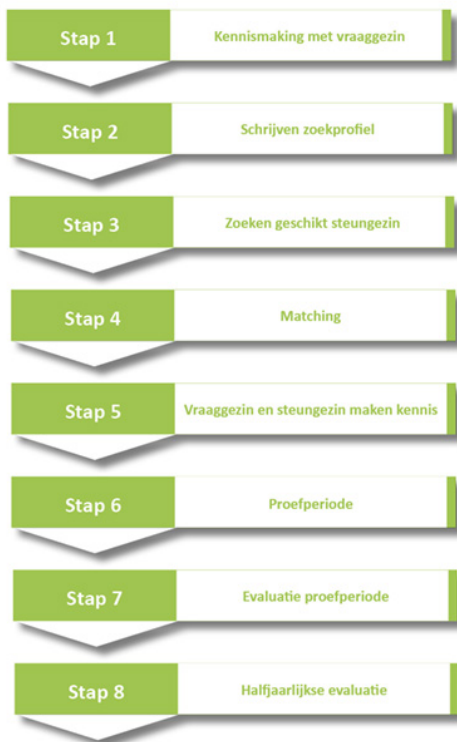 Stap 1
Kennismaking met vraaggezin
Stap 2
Schrijven zoekprofiel
Stap 3
Zoeken geschikt steungezin
Stap 4
Matching
Stap 5
Vraaggezin en steungezin maken kennis
Stap 6
Proefperiode
Stap 7
Evaluatie proefperiode
Stap 8
Halfjaarlijkse evaluatie